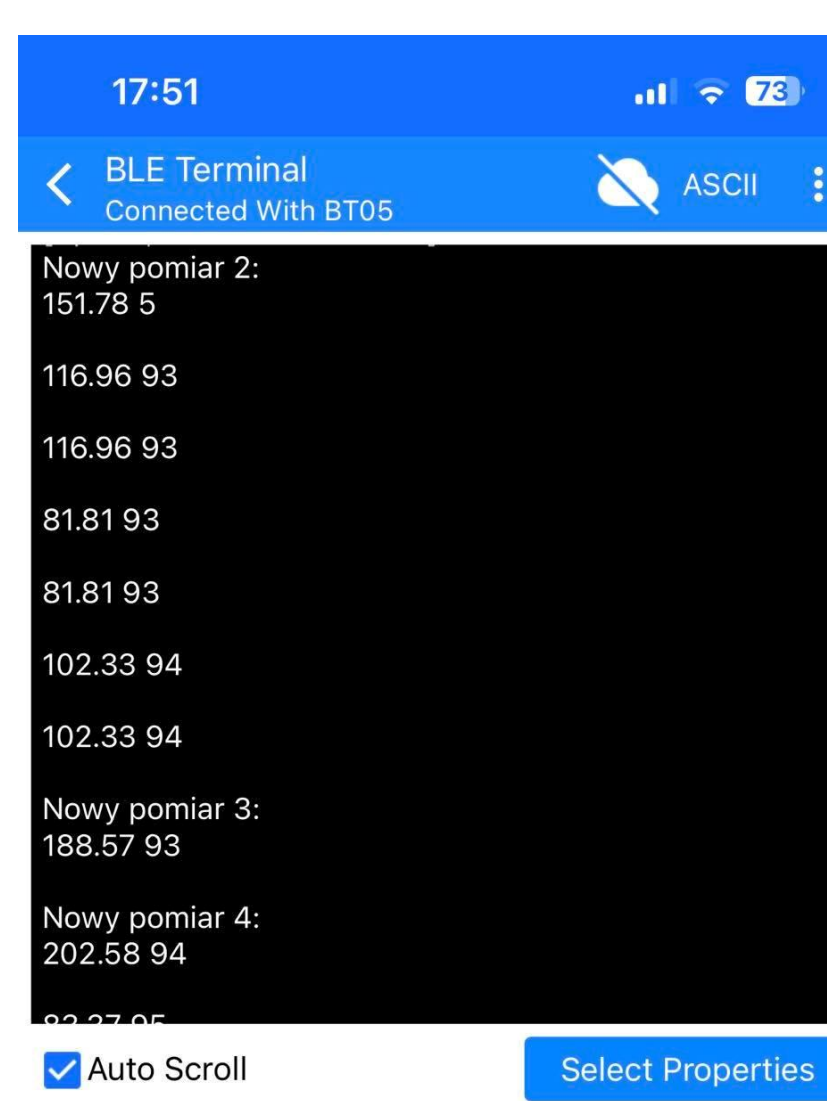 17:51
73
BLE Terminal
ASCII
Connected With BT05
Nowy pomiar 2:
151.78 5
116.96 93
116.96 93
81.81 93
81.81 93
102.33 94
102.33 94
Nowy pomiar 3:
188.57 93
Nowy pomiar 4:
202.58 94
Auto Scroll
Select Properties